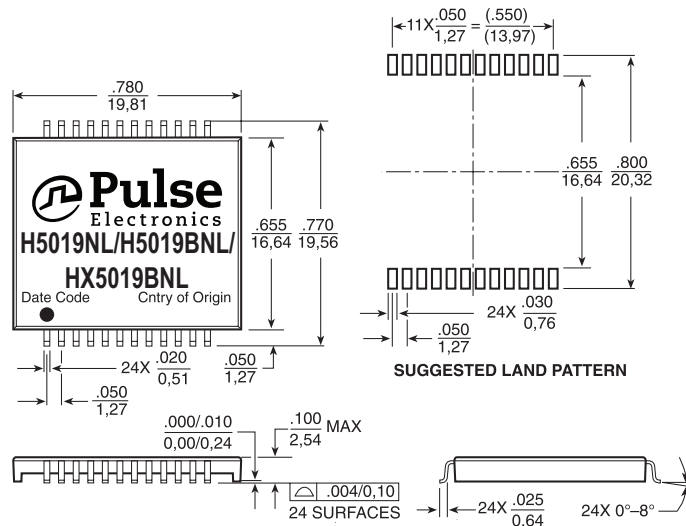 11X .050 = (.550)
1,27 (13,97)
.780
19,81
Pulse
Electronics
H5019NL/H5019BNL/
HX5019BNL
Date Code Cntry of Origin
.655
16,64
.770
19,56
.655
16,64
.800
20,32
24X .020
0,51
.050
1,27
.050
1,27
24X .030
0,76
.050
1,27
SUGGESTED LAND PATTERN
.000/.010
0,00/0,24
.100 MAX
2,54
.004/0,10
24 SURFACES
24X .025
0,64
24X 0°–8°